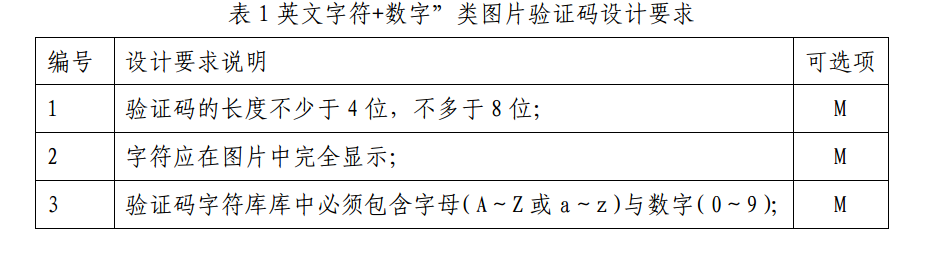 表1英文字符+数字”类图片验证码设计要求
编号 设计要求说明 可选项
1 验证码的长度不少于4位，不多于8位； M
2 字符应在图片中完全显示； M
3 验证码字符库库中必须包含字母(A~Z或a~z)与数字(0~9)； M